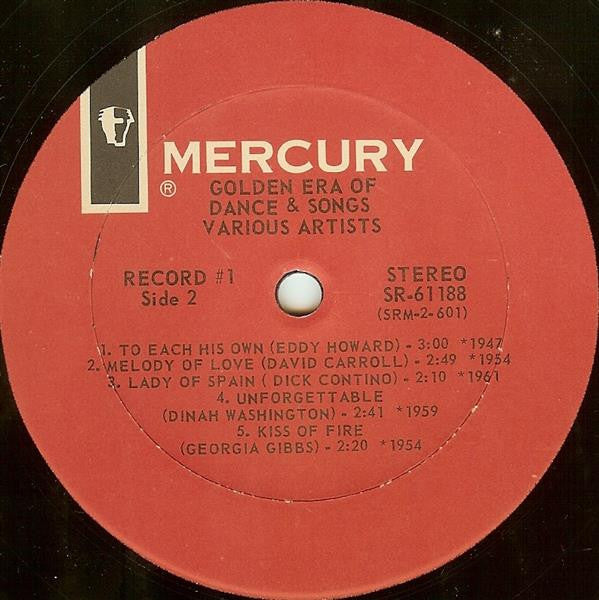 MERCURY
®
GOLDEN ERA OF
DANCE & SONGS
VARIOUS ARTISTS
RECORD #1
Side 2
STEREO
SR-61188
(SRM-2-601)
1. TO EACH HIS OWN (EDDY HOWARD) - 3:00 *1947
2. MELODY OF LOVE (DAVID CARROLL) - 2:49 *1954
3. LADY OF SPAIN ( DICK CONTINO) - 2:10 *1961
4. UNFORGETTABLE
(DINAH WASHINGTON) - 2:41 *1959
5. KISS OF FIRE
(GEORGIA GIBBS) - 2:20 *1954